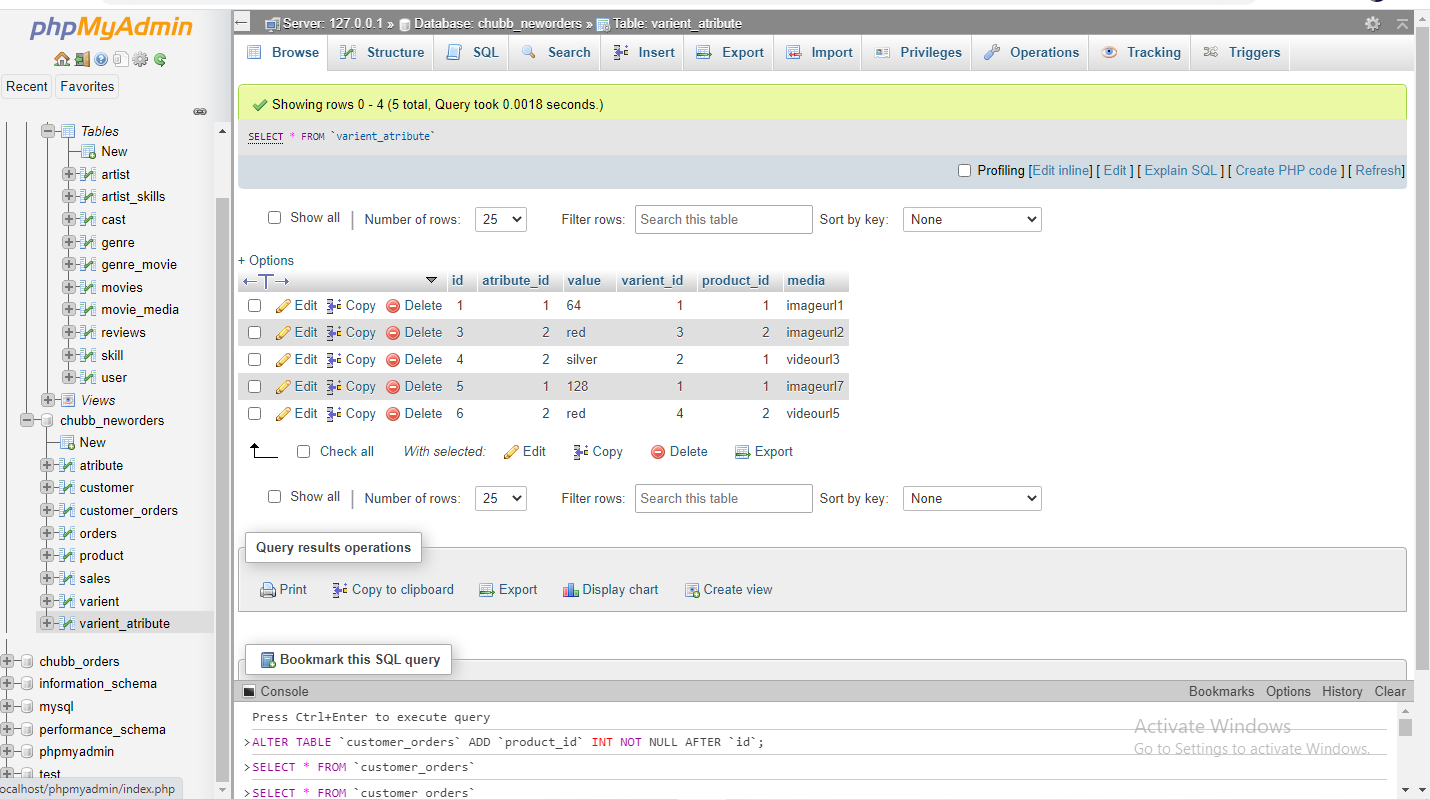 phpMyAdmin
Recent Favorites
Tables
New
artist
artist_skills
cast
genre
genre_movie
movies
movie_media
reviews
skill
user
Views
chubb_neworders
New
atribute
customer
customer_orders
orders
product
sales
varient
varient_atribute
chubb_orders
information_schema
mysql
performance_schema
phpmyadmin
test
ocalhost/phpmyadmin/index.php
Server: 127.0.0.1 » Database: chubb_neworders » Table: varient_atribute
Browse Structure SQL Search Insert Export Import Privileges Operations Tracking Triggers
Showing rows 0 - 4 (5 total, Query took 0.0018 seconds.)
SELECT * FROM `varient_atribute`
Profiling [Edit inline] [ Edit ] [ Explain SQL ] [ Create PHP code ] [ Refresh]
Show all | Number of rows: 25 Filter rows: Search this table Sort by key: None
+ Options
←T→ id atribute_id value varient_id product_id media
Edit Copy Delete 1 1 64 1 1 imageurl1
Edit Copy Delete 3 2 red 3 2 imageurl2
Edit Copy Delete 4 2 silver 2 1 videourl3
Edit Copy Delete 5 1 128 1 1 imageurl7
Edit Copy Delete 6 2 red 4 2 videourl5
Check all With selected: Edit Copy Delete Export
Show all | Number of rows: 25 Filter rows: Search this table Sort by key: None
Query results operations
Print Copy to clipboard Export Display chart Create view
Bookmark this SQL query
Console Bookmarks Options History Clear
Press Ctrl+Enter to execute query
>ALTER TABLE `customer_orders` ADD `product_id` INT NOT NULL AFTER `id`;
>SELECT * FROM `customer_orders`
>SELECT * FROM `customer_orders`
Activate Windows
Go to Settings to activate Windows.